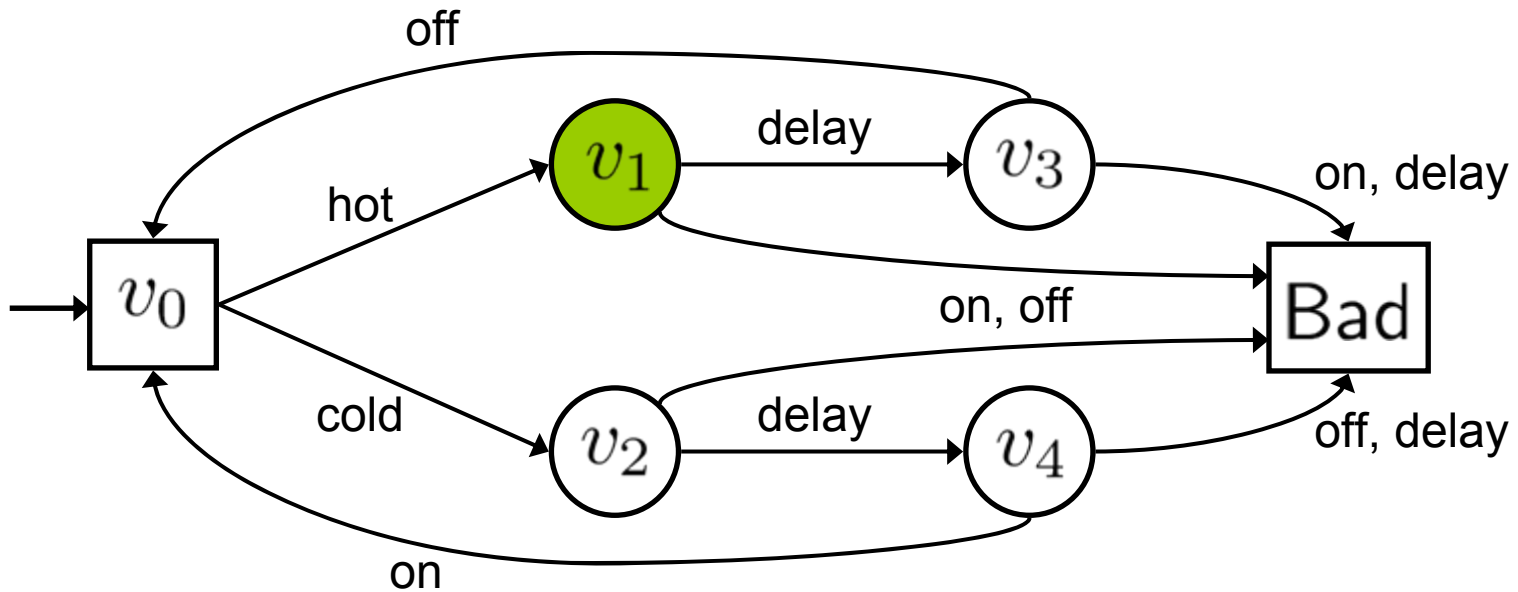 off
delay
v1
v3
on, delay
hot
v0
Bad
on, off
cold
delay
v2
v4
off, delay
on